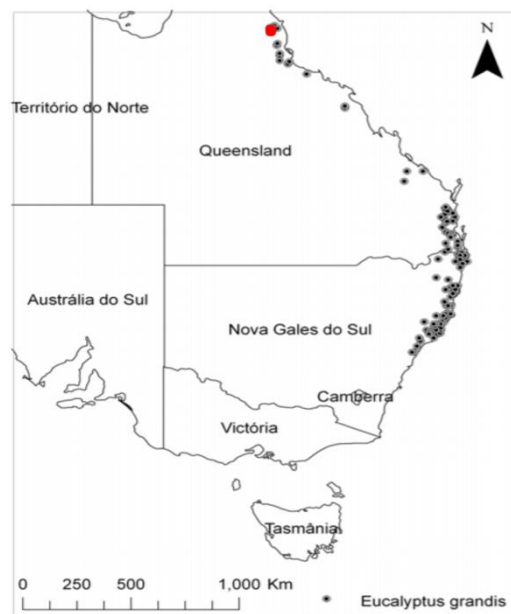 N
Território do Norte
Queensland
Austrália do Sul
Nova Gales do Sul
Camberra
Victória
Tasmânia
0 250 500 1,000 Km
Eucalyptus grandis